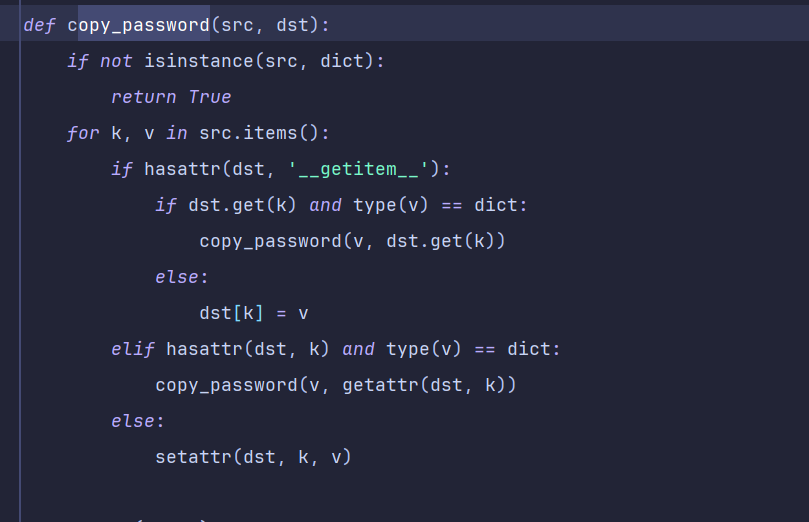 def copy_password(src, dst):
    if not isinstance(src, dict):
        return True
    for k, v in src.items():
        if hasattr(dst, '__getitem__'):
            if dst.get(k) and type(v) == dict:
                copy_password(v, dst.get(k))
            else:
                dst[k] = v
        elif hasattr(dst, k) and type(v) == dict:
            copy_password(v, getattr(dst, k))
        else:
            setattr(dst, k, v)